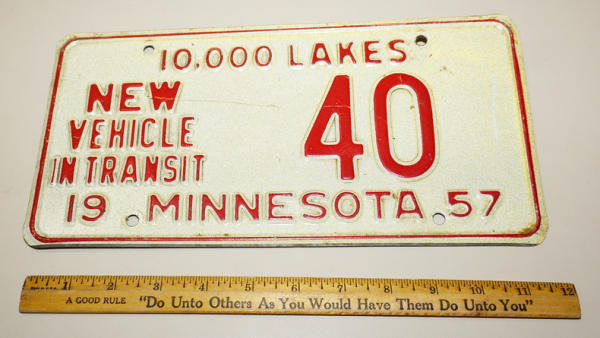 10,000 LAKES
NEW
VEHICLE
IN TRANSIT
40
19 MINNESOTA 57
1 2 3 4 5 6 7 8 9 10 11 12
A GOOD RULE "Do Unto Others As You Would Have Them Do Unto You"